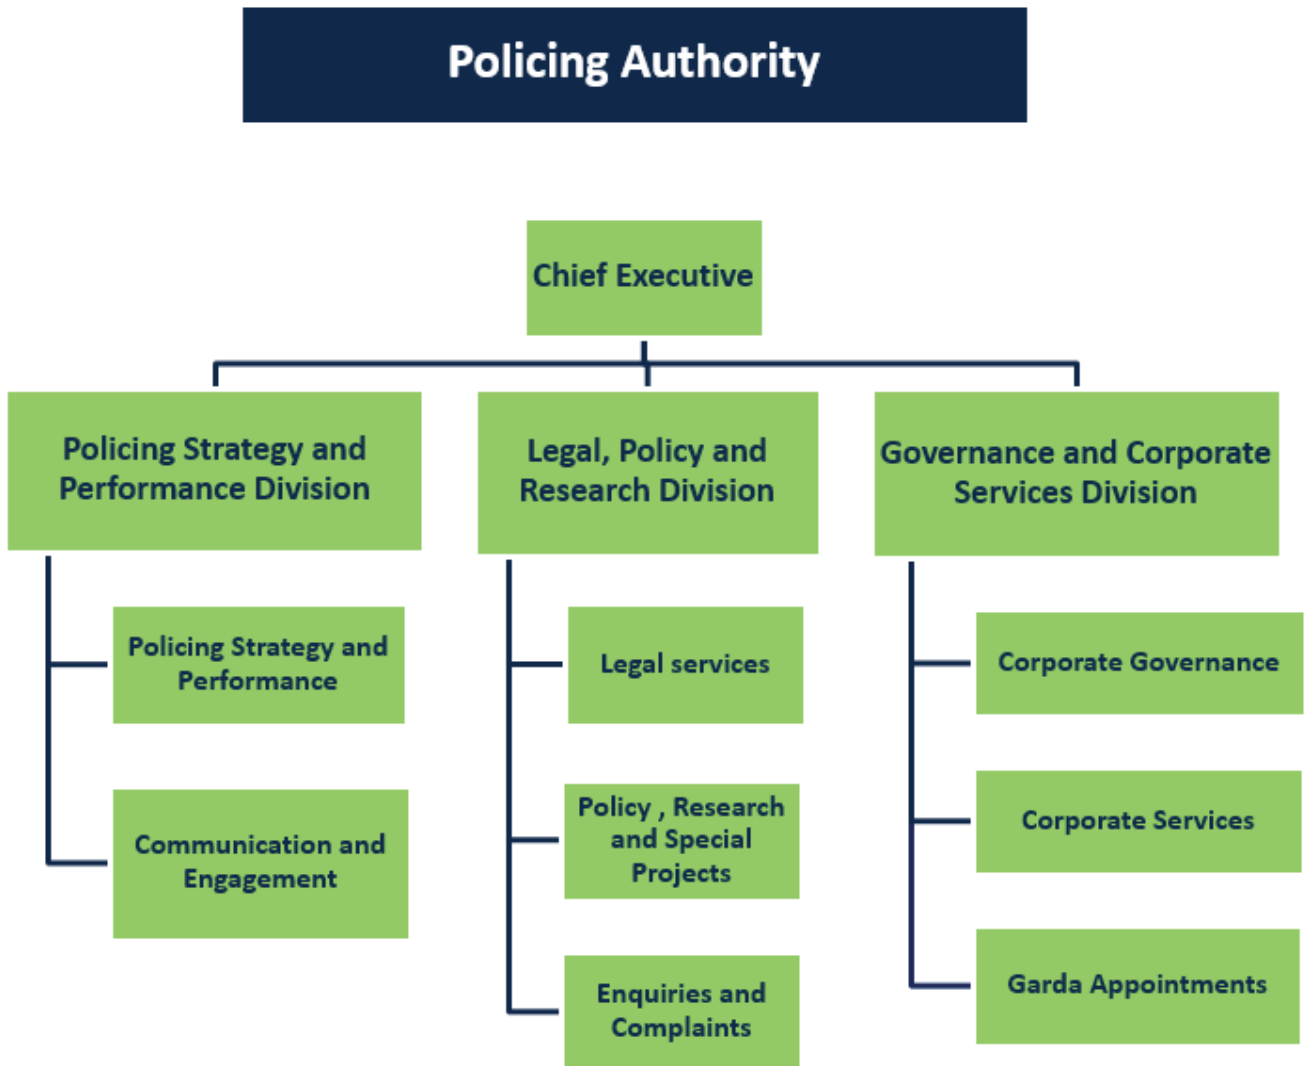 Policing Authority
Chief Executive
Policing Strategy and
Performance Division
Legal, Policy and
Research Division
Governance and Corporate
Services Division
Policing Strategy and
Performance
Communication and
Engagement
Legal services
Policy , Research
and Special
Projects
Enquiries and
Complaints
Corporate Governance
Corporate Services
Garda Appointments